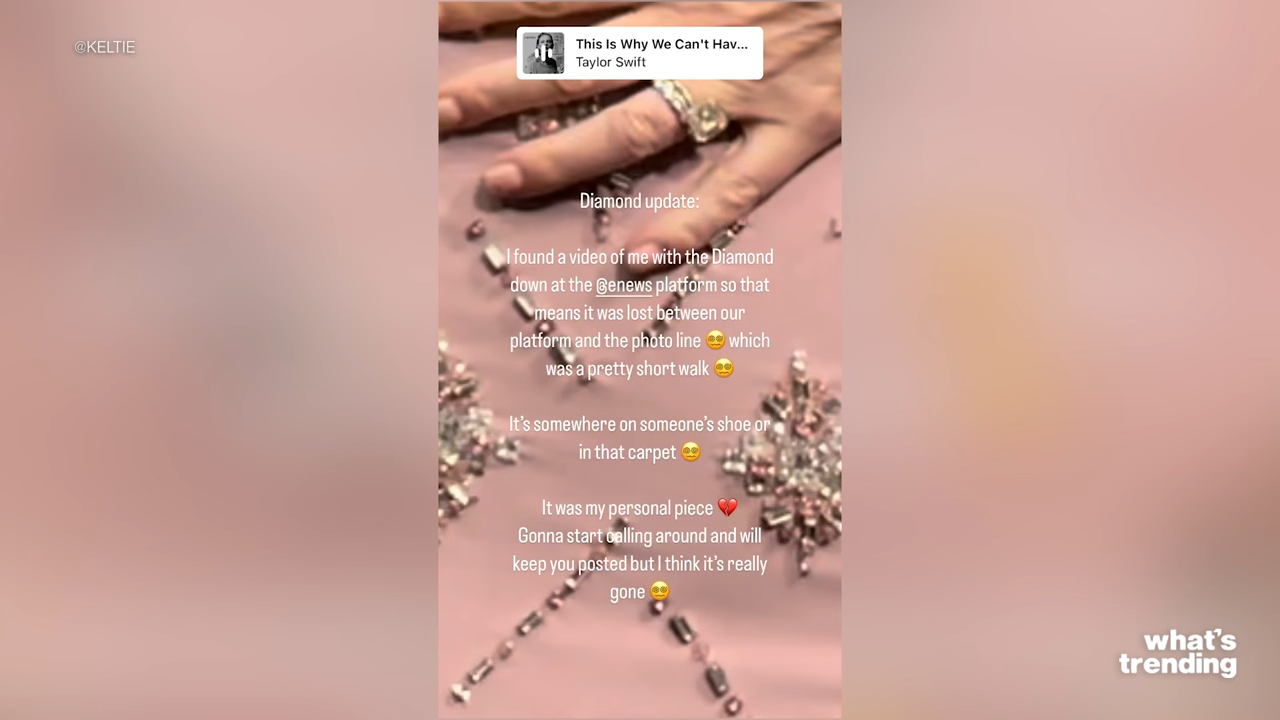 @KELTIE
This Is Why We Can't Hav...
Taylor Swift
Diamond update:
I found a video of me with the Diamond
down at the @enews platform so that
means it was lost between our
platform and the photo line 😵‍💫 which
was a pretty short walk 😵‍💫
It's somewhere on someone's shoe or
in that carpet 😵‍💫
It was my personal piece 💔
Gonna start calling around and will
keep you posted but I think it's really
gone 😵‍💫
what's
trending